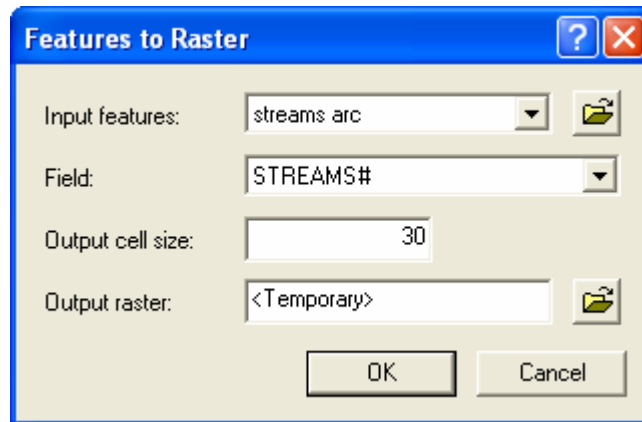 Features to Raster
Input features: streams arc
Field: STREAMS#
Output cell size: 30
Output raster: <Temporary>
OK Cancel